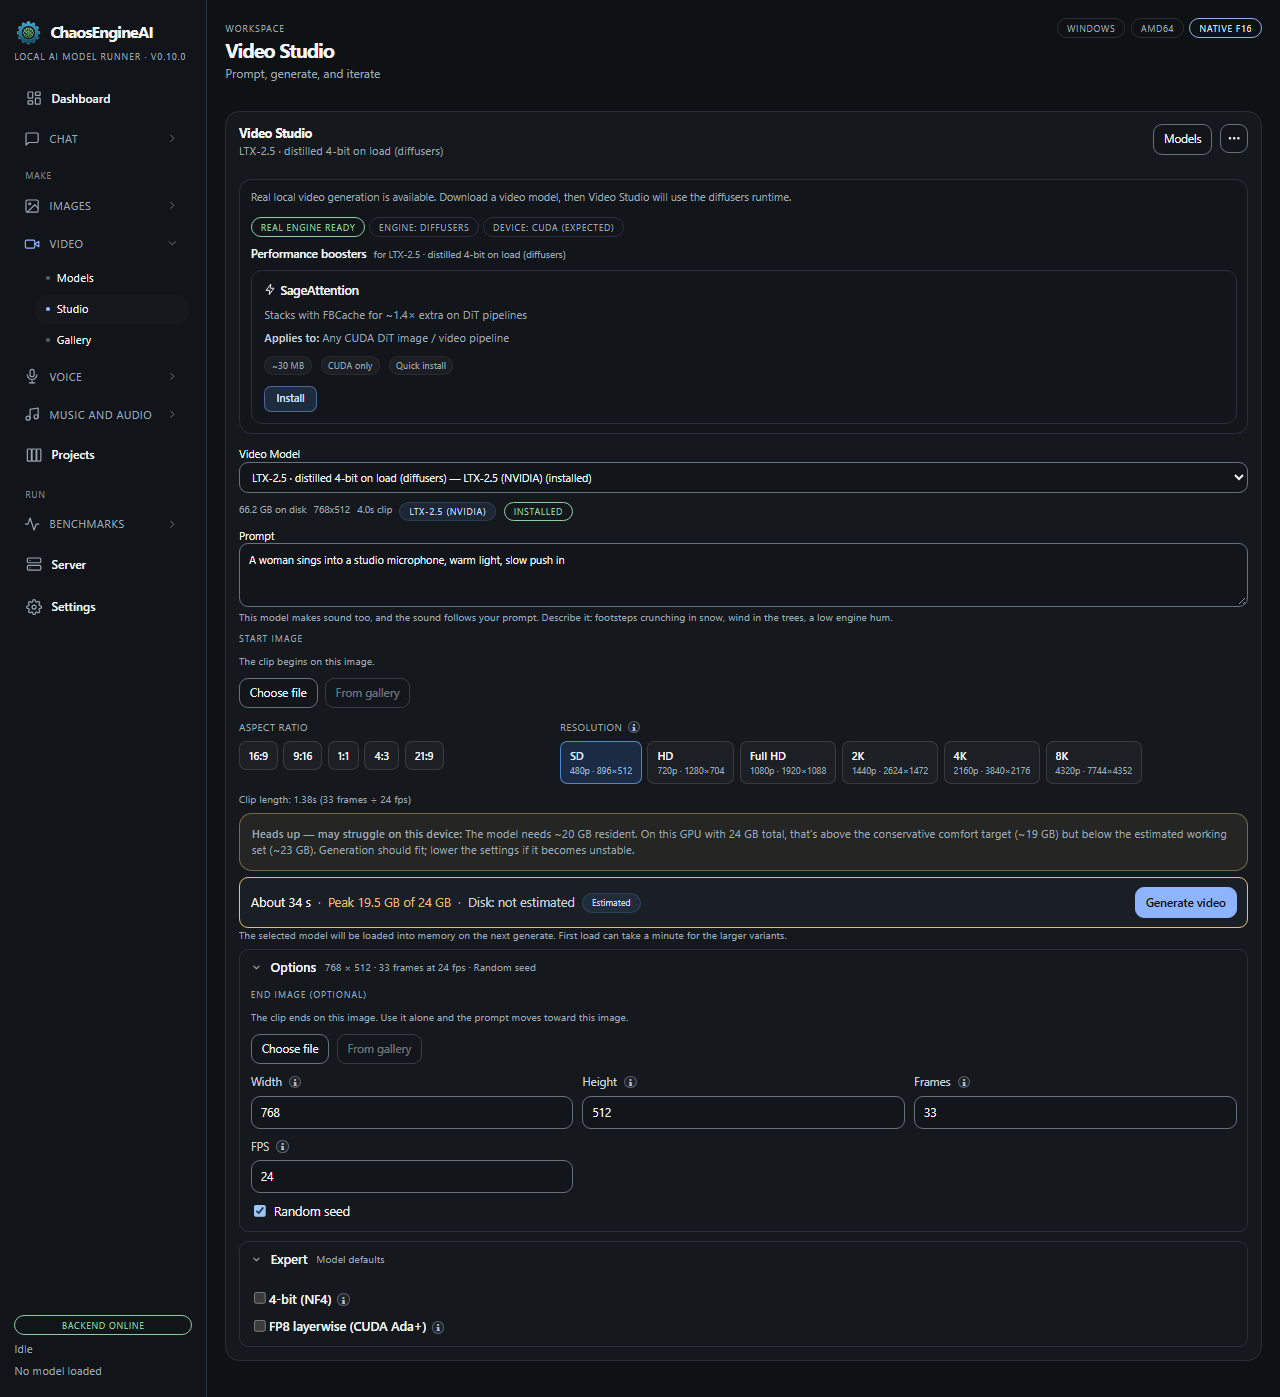 ChaosEngineAI
LOCAL AI MODEL RUNNER · V0.10.0
Dashboard
CHAT
MAKE
IMAGES
VIDEO
Models
Studio
Gallery
VOICE
MUSIC AND AUDIO
Projects
RUN
BENCHMARKS
Server
Settings
BACKEND ONLINE
Idle
No model loaded
WORKSPACE
Video Studio
Prompt, generate, and iterate
WINDOWS
AMD64
NATIVE F16
Video Studio
LTX-2.5 · distilled 4-bit on load (diffusers)
Models
Real local video generation is available. Download a video model, then Video Studio will use the diffusers runtime.
REAL ENGINE READY
ENGINE: DIFFUSERS
DEVICE: CUDA (EXPECTED)
Performance boosters for LTX-2.5 · distilled 4-bit on load (diffusers)
SageAttention
Stacks with FBCache for ~1.4× extra on DiT pipelines
Applies to: Any CUDA DiT image / video pipeline
~30 MB
CUDA only
Quick install
Install
Video Model
LTX-2.5 · distilled 4-bit on load (diffusers) — LTX-2.5 (NVIDIA) (installed)
66.2 GB on disk 768x512 4.0s clip LTX-2.5 (NVIDIA) INSTALLED
Prompt
A woman sings into a studio microphone, warm light, slow push in
This model makes sound too, and the sound follows your prompt. Describe it: footsteps crunching in snow, wind in the trees, a low engine hum.
START IMAGE
The clip begins on this image.
Choose file
From gallery
ASPECT RATIO
16:9
9:16
1:1
4:3
21:9
RESOLUTION
SD
480p · 896×512
HD
720p · 1280×704
Full HD
1080p · 1920×1088
2K
1440p · 2624×1472
4K
2160p · 3840×2176
8K
4320p · 7744×4352
Clip length: 1.38s (33 frames ÷ 24 fps)
Heads up — may struggle on this device: The model needs ~20 GB resident. On this GPU with 24 GB total, that's above the conservative comfort target (~19 GB) but below the estimated working
set (~23 GB). Generation should fit; lower the settings if it becomes unstable.
About 34 s · Peak 19.5 GB of 24 GB · Disk: not estimated Estimated
Generate video
The selected model will be loaded into memory on the next generate. First load can take a minute for the larger variants.
Options 768 × 512 · 33 frames at 24 fps · Random seed
END IMAGE (OPTIONAL)
The clip ends on this image. Use it alone and the prompt moves toward this image.
Choose file
From gallery
Width
768
Height
512
Frames
33
FPS
24
Random seed
Expert Model defaults
4-bit (NF4)
FP8 layerwise (CUDA Ada+)